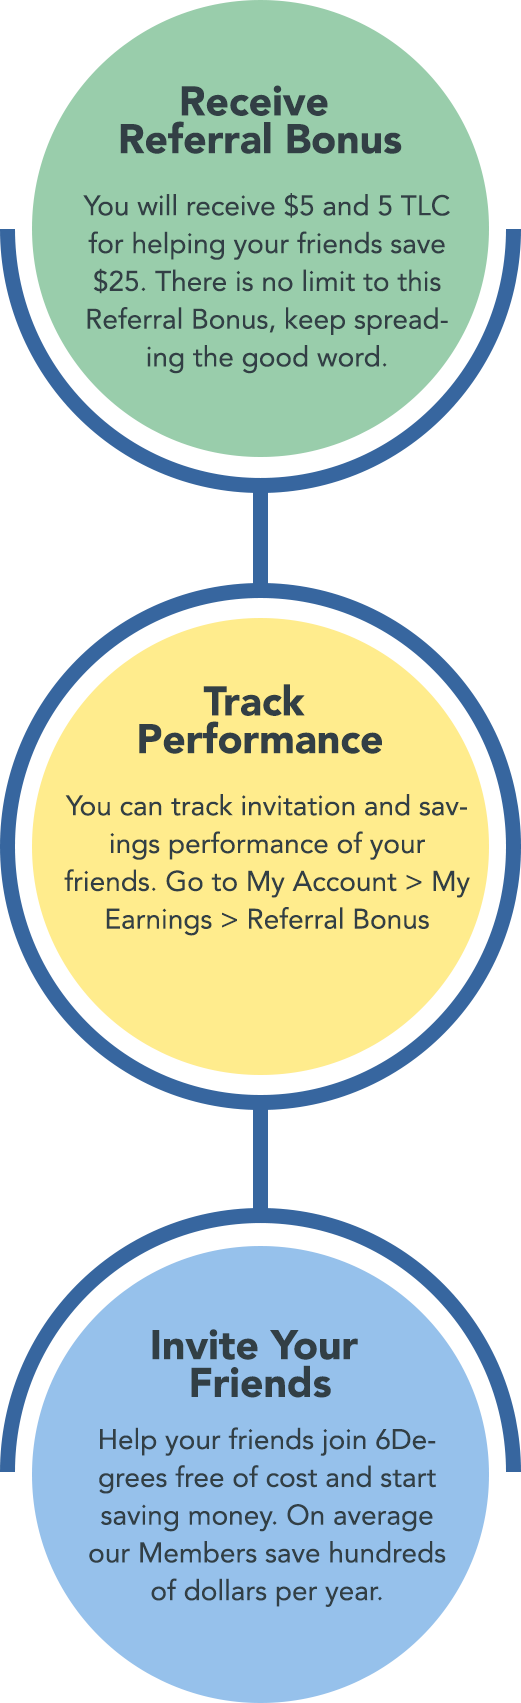 Receive
Referral Bonus
You will receive $5 and 5 TLC
for helping your friends save
$25. There is no limit to this
Referral Bonus, keep spread-
ing the good word.
Track
Performance
You can track invitation and sav-
ings performance of your
friends. Go to My Account > My
Earnings > Referral Bonus
Invite Your
Friends
Help your friends join 6De-
grees free of cost and start
saving money. On average
our Members save hundreds
of dollars per year.